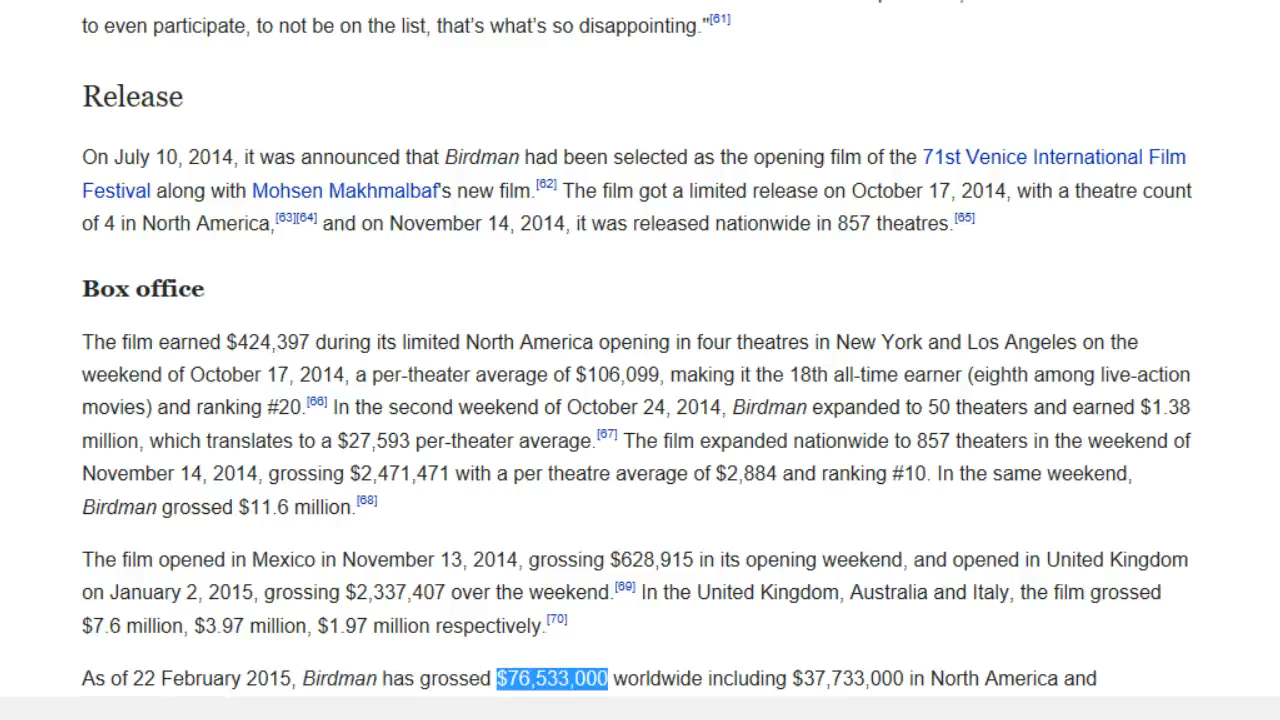 to even participate, to not be on the list, that's what's so disappointing."[61]
Release
On July 10, 2014, it was announced that Birdman had been selected as the opening film of the 71st Venice International Film
Festival along with Mohsen Makhmalbaf's new film.[62] The film got a limited release on October 17, 2014, with a theatre count
of 4 in North America,[63][64] and on November 14, 2014, it was released nationwide in 857 theatres.[65]
Box office
The film earned $424,397 during its limited North America opening in four theatres in New York and Los Angeles on the
weekend of October 17, 2014, a per-theater average of $106,099, making it the 18th all-time earner (eighth among live-action
movies) and ranking #20.[66] In the second weekend of October 24, 2014, Birdman expanded to 50 theaters and earned $1.38
million, which translates to a $27,593 per-theater average.[67] The film expanded nationwide to 857 theaters in the weekend of
November 14, 2014, grossing $2,471,471 with a per theatre average of $2,884 and ranking #10. In the same weekend,
Birdman grossed $11.6 million.[68]
The film opened in Mexico in November 13, 2014, grossing $628,915 in its opening weekend, and opened in United Kingdom
on January 2, 2015, grossing $2,337,407 over the weekend.[69] In the United Kingdom, Australia and Italy, the film grossed
$7.6 million, $3.97 million, $1.97 million respectively.[70]
As of 22 February 2015, Birdman has grossed $76,533,000 worldwide including $37,733,000 in North America and